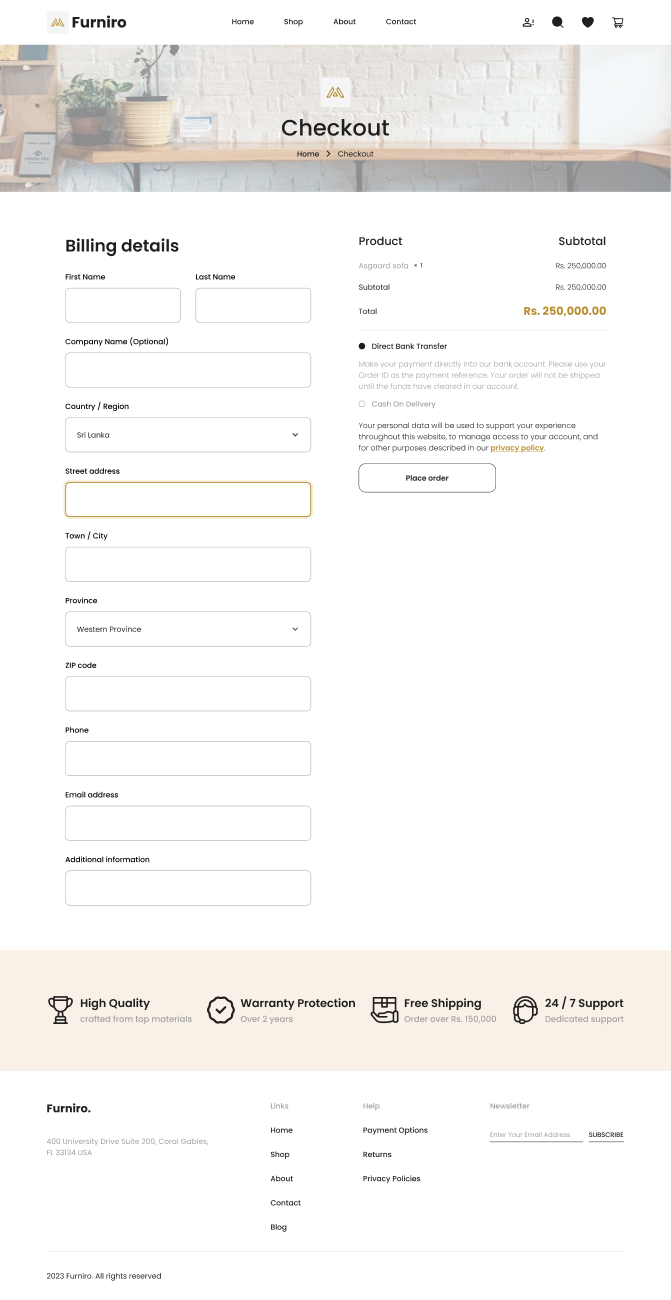 Furniro
Home
Shop
About
Contact
Checkout
Home > Checkout
Billing details
First Name
Last Name
Company Name (Optional)
Country / Region
Sri Lanka
Street address
Town / City
Province
Western Province
ZIP code
Phone
Email address
Additional information
Product
Subtotal
Asgaard sofa × 1
Rs. 250,000.00
Subtotal
Rs. 250,000.00
Total
Rs. 250,000.00
Direct Bank Transfer
Make your payment directly into our bank account. Please use your
Order ID as the payment reference. Your order will not be shipped
until the funds have cleared in our account.
Cash On Delivery
Your personal data will be used to support your experience
throughout this website, to manage access to your account, and
for other purposes described in our privacy policy.
Place order
High Quality
crafted from top materials
Warranty Protection
Over 2 years
Free Shipping
Order over Rs. 150,000
24 / 7 Support
Dedicated support
Furniro.
400 University Drive Suite 200, Coral Gables,
FL 33134 USA
Links
Home
Shop
About
Contact
Blog
Help
Payment Options
Returns
Privacy Policies
Newsletter
Enter Your Email Address
SUBSCRIBE
2023 Furniro. All rights reserved